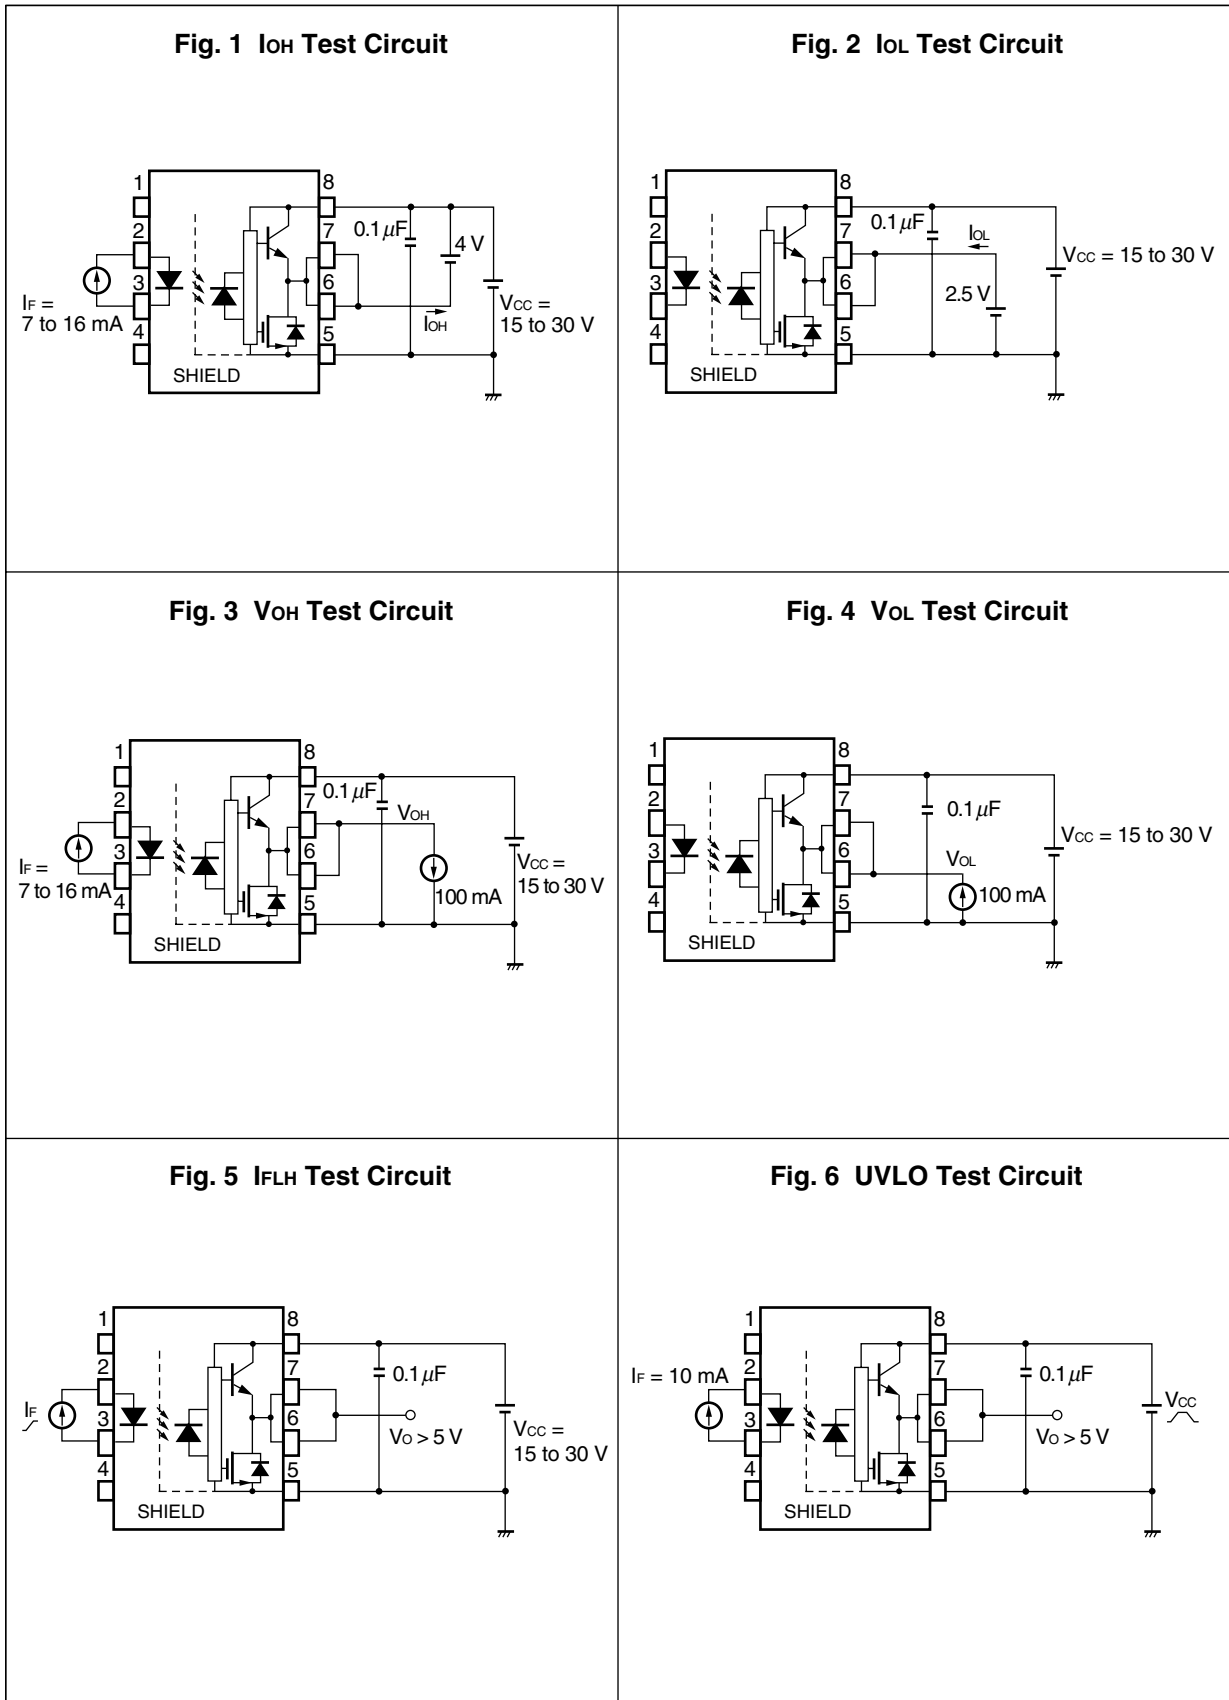 Fig. 1 IOH Test Circuit
1
8
2
7
3
6
4
5
0.1 μF
4 V
IF =
7 to 16 mA
IOH
VCC =
15 to 30 V
SHIELD
Fig. 2 IOL Test Circuit
1
8
2
7
3
6
4
5
0.1 μF
IOL
VCC = 15 to 30 V
2.5 V
SHIELD
Fig. 3 VOH Test Circuit
1
8
2
7
3
6
4
5
0.1 μF
VOH
IF =
7 to 16 mA
VCC =
15 to 30 V
100 mA
SHIELD
Fig. 4 VOL Test Circuit
1
8
2
7
3
6
4
5
0.1 μF
VCC = 15 to 30 V
VOL
100 mA
SHIELD
Fig. 5 IFLH Test Circuit
1
8
2
7
3
6
4
5
0.1 μF
IF
VO > 5 V
VCC =
15 to 30 V
SHIELD
Fig. 6 UVLO Test Circuit
1
8
2
7
3
6
4
5
IF = 10 mA
0.1 μF
VCC
VO > 5 V
SHIELD